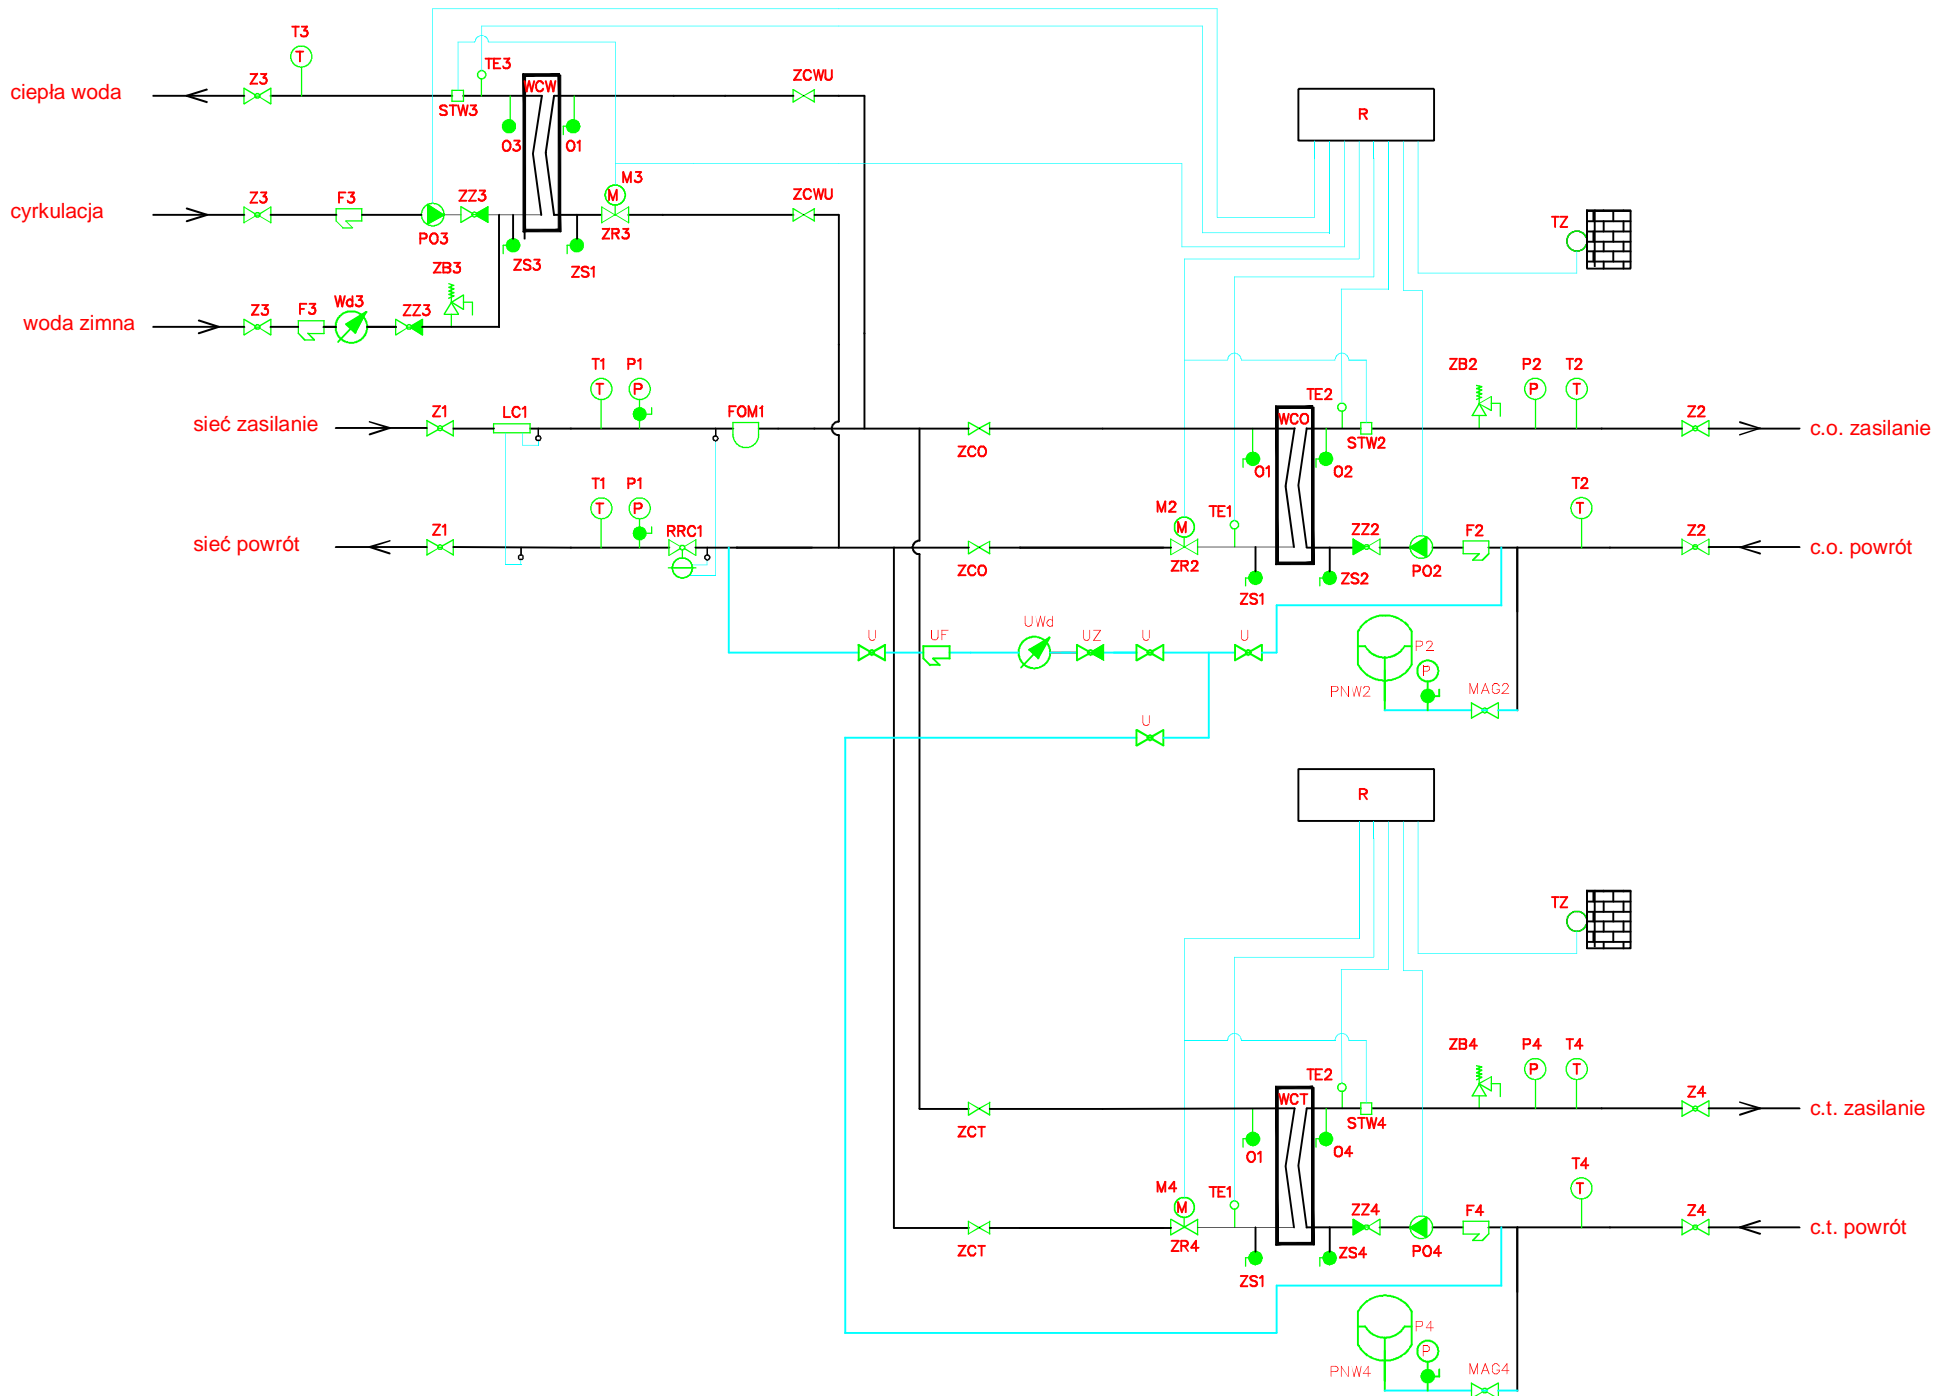 T3
TE3
Z3
WCW
ZCWU
ciepła woda
STW3
R
O3
O1
M3
M
Z3
F3
ZZ3
ZCWU
cyrkulacja
PO3
ZR3
TZ
ZS3
ZS1
ZB3
Z3
F3
Wd3
ZZ3
woda zimna
T1
P1
ZB2
P2
T2
T
P
TE2
P
T
Z1
LC1
FOM1
WCO
Z2
sieć zasilanie
c.o. zasilanie
STW2
ZCO
O1
O2
T1
P1
T2
T
P
M2
TE1
T
Z1
RRC1
M
ZZ2
F2
Z2
sieć powrót
c.o. powrót
ZCO
ZR2
PO2
ZS1
ZS2
U
UF
UWd
UZ
U
U
P2
P
PNW2
MAG2
U
R
TZ
ZB4
P4
T4
TE2
P
T
WCT
Z4
c.t. zasilanie
STW4
ZCT
O1
O4
T4
M4
TE1
T
M
ZZ4
F4
Z4
c.t. powrót
ZCT
ZR4
PO4
ZS1
ZS4
P4
P
PNW4
MAG4
T